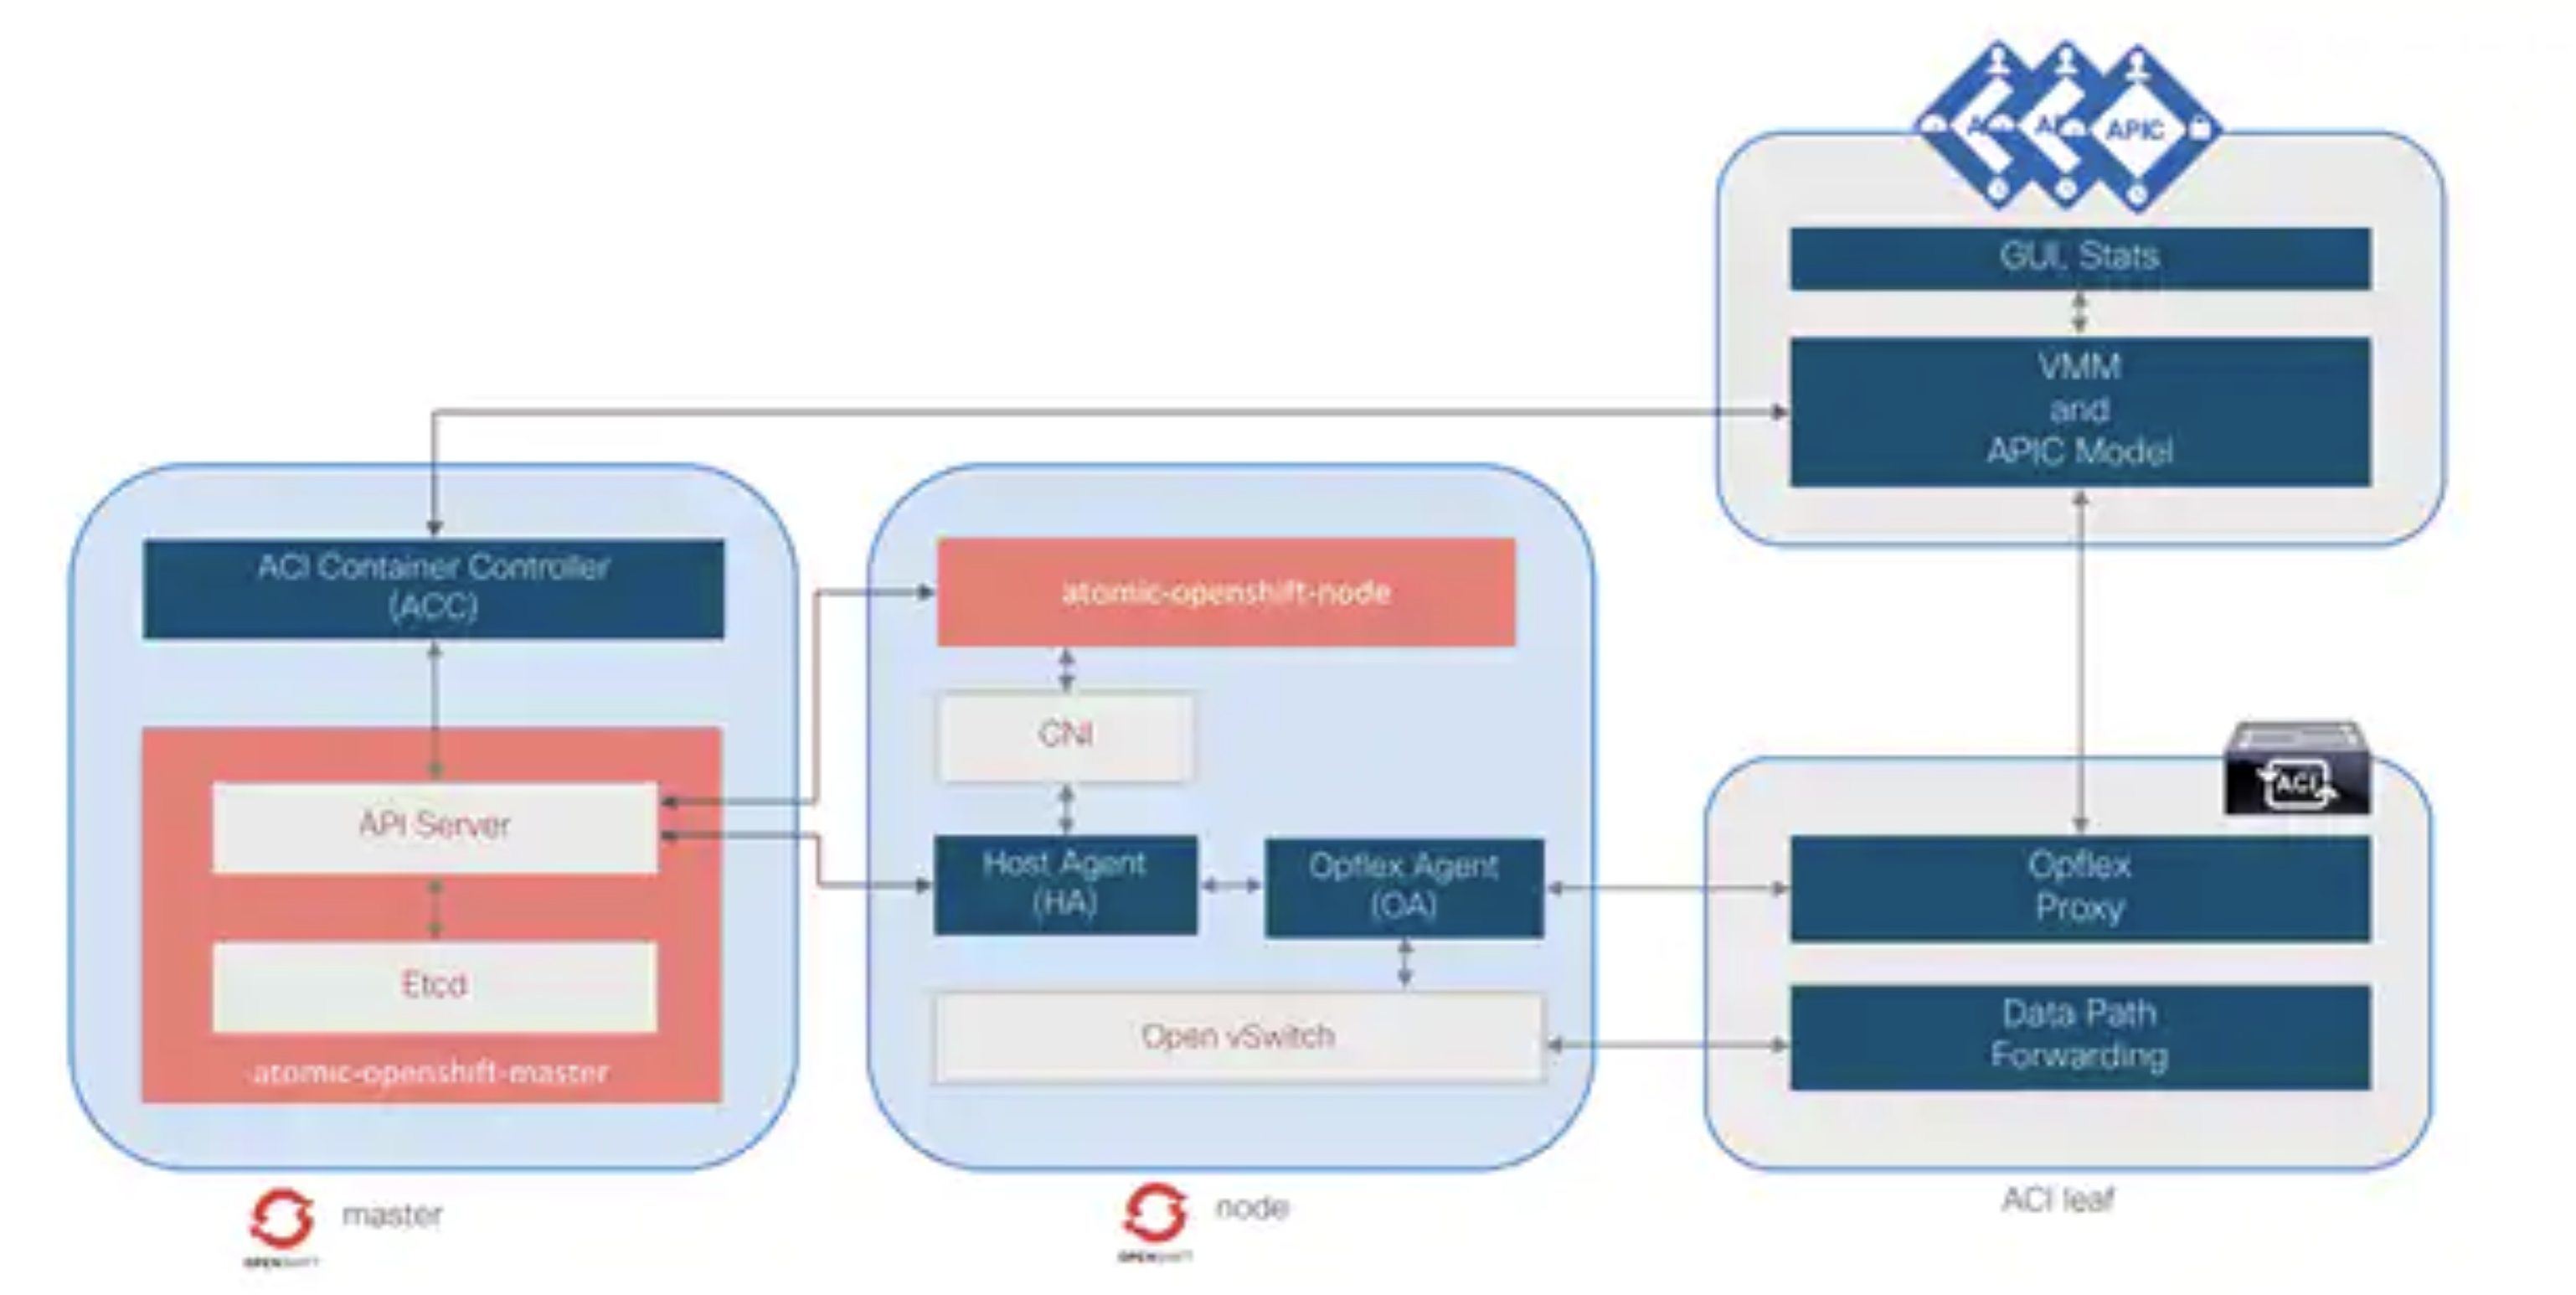 APIC
GUI, Stats
VMM
and
APIC Model
ACI Container Controller
(ACC)
atomic-openshift-node
CNI
API Server
Host Agent
(HA)
Opflex Agent
(OA)
Opflex
Proxy
ACI
Etcd
Open vSwitch
Data Path
Forwarding
atomic-openshift-master
master
OPENSHIFT
node
OPENSHIFT
ACI leaf